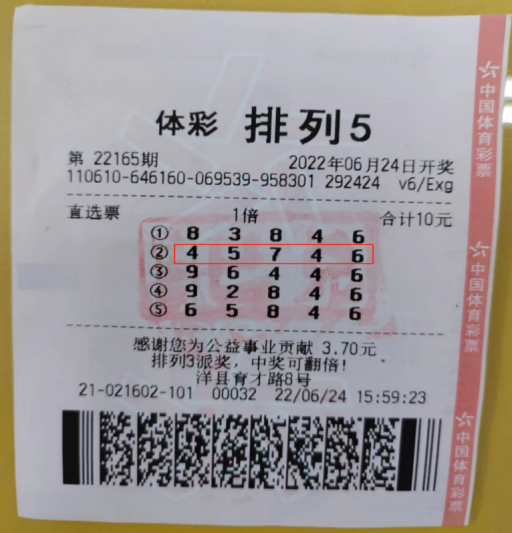 体彩 排列5
第 22165期 2022年06月24日开奖
110610-646160-069539-958301 292424 v6/Exg
直选票 1倍 合计10元
① 8 3 8 4 6
② 4 5 7 4 6
③ 9 6 4 4 6
④ 9 2 8 4 6
⑤ 6 5 8 4 6
感谢您为公益事业贡献 3.70元
排列3派奖，中奖可翻倍！
洋县育才路8号
21-021602-101 00032 22/06/24 15:59:23
中国体育彩票
中国体育彩票
中国体育彩票